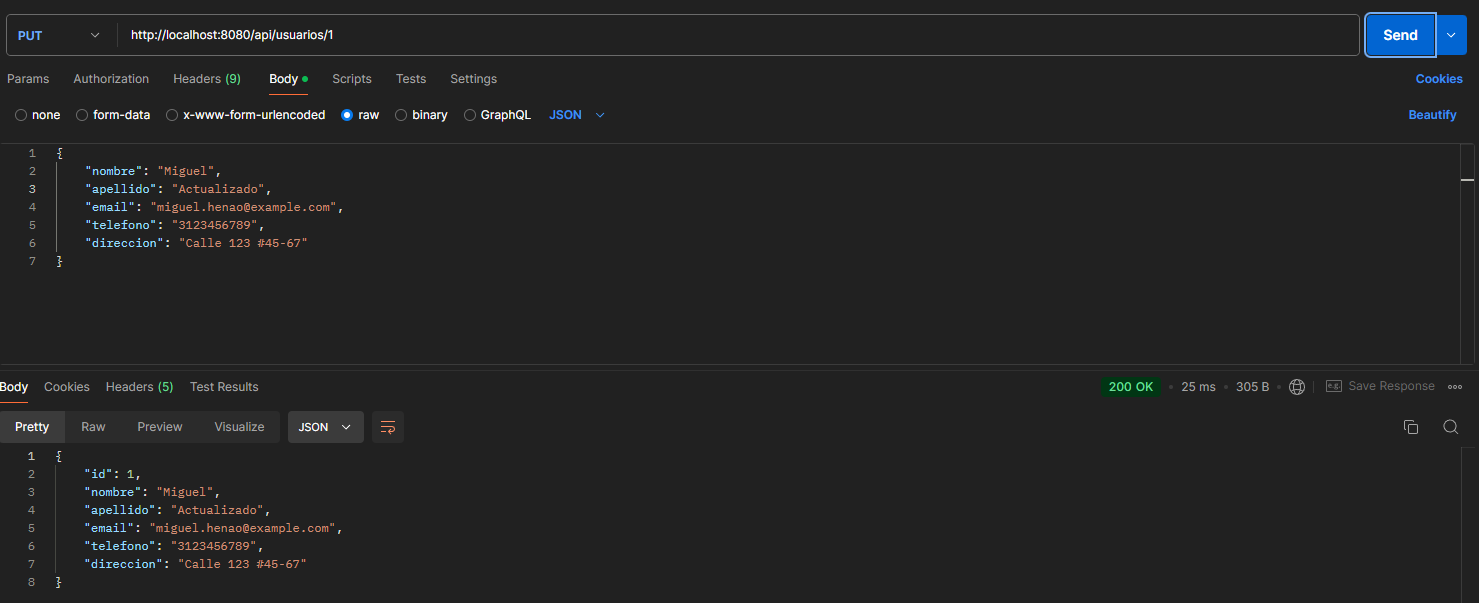 PUT http://localhost:8080/api/usuarios/1 Send
Params Authorization Headers (9) Body Scripts Tests Settings Cookies
none form-data x-www-form-urlencoded raw binary GraphQL JSON Beautify
1 {
2 "nombre": "Miguel",
3 "apellido": "Actualizado",
4 "email": "miguel.henao@example.com",
5 "telefono": "3123456789",
6 "direccion": "Calle 123 #45-67"
7 }
Body Cookies Headers (5) Test Results 200 OK • 25 ms • 305 B • e.g. Save Response
Pretty Raw Preview Visualize JSON
1 {
2 "id": 1,
3 "nombre": "Miguel",
4 "apellido": "Actualizado",
5 "email": "miguel.henao@example.com",
6 "telefono": "3123456789",
7 "direccion": "Calle 123 #45-67"
8 }